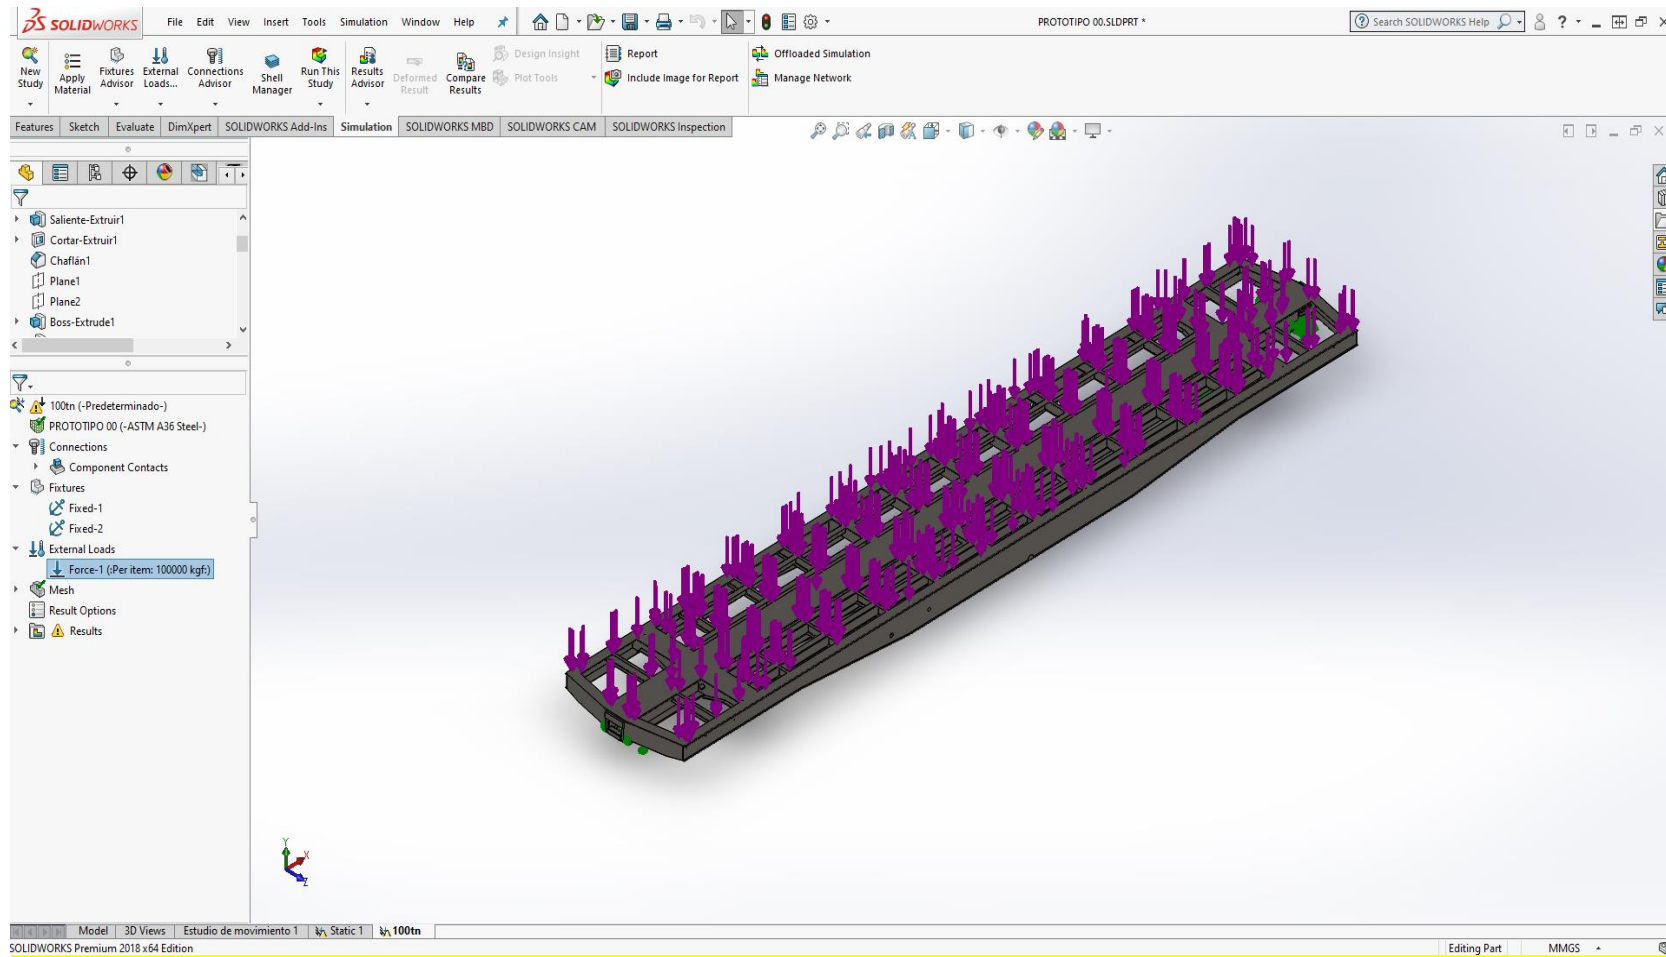 SOLIDWORKS File Edit View Insert Tools Simulation Window Help PROTOTIPO 00.SLDPRT * Search SOLIDWORKS Help ?
New Study
Apply Material
Fixtures Advisor
External Loads...
Connections Advisor
Shell Manager
Run This Study
Results Advisor
Deformed Result
Compare Results
Design Insight
Plot Tools
Report
Include Image for Report
Offloaded Simulation
Manage Network
Features Sketch Evaluate DimXpert SOLIDWORKS Add-Ins Simulation SOLIDWORKS MBD SOLIDWORKS CAM SOLIDWORKS Inspection
Saliente-Extruir1
Cortar-Extruir1
Chaflán1
Plane1
Plane2
Boss-Extrude1
100tn (-Predeterminado-)
PROTOTIPO 00 (-ASTM A36 Steel-)
Connections
Component Contacts
Fixtures
Fixed-1
Fixed-2
External Loads
Force-1 (:Per item: 100000 kgf:)
Mesh
Result Options
Results
Y
X
Z
Model 3D Views Estudio de movimiento 1 Static 1 100tn
SOLIDWORKS Premium 2018 x64 Edition Editing Part MMGS